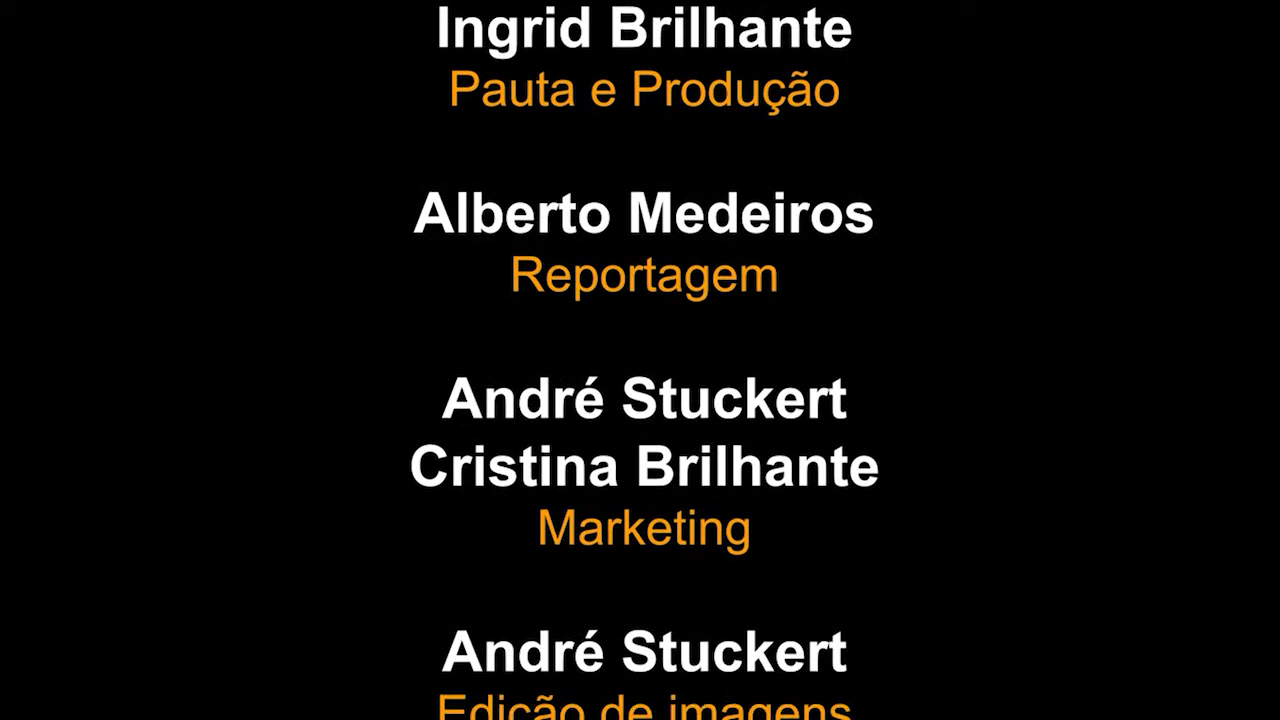 Ingrid Brilhante
Pauta e Produção
Alberto Medeiros
Reportagem
André Stuckert
Cristina Brilhante
Marketing
André Stuckert
Edição de imagens